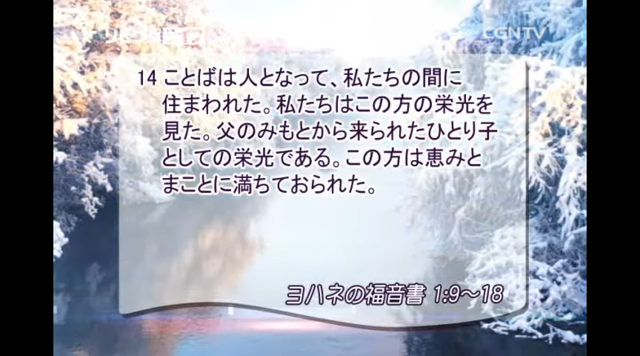 CGNTV
14 ことばは人となって、私たちの間に
住まわれた。私たちはこの方の栄光を
見た。父のみもとから来られたひとり子
としての栄光である。この方は恵みと
まことに満ちておられた。
ヨハネの福音書 1:9～18